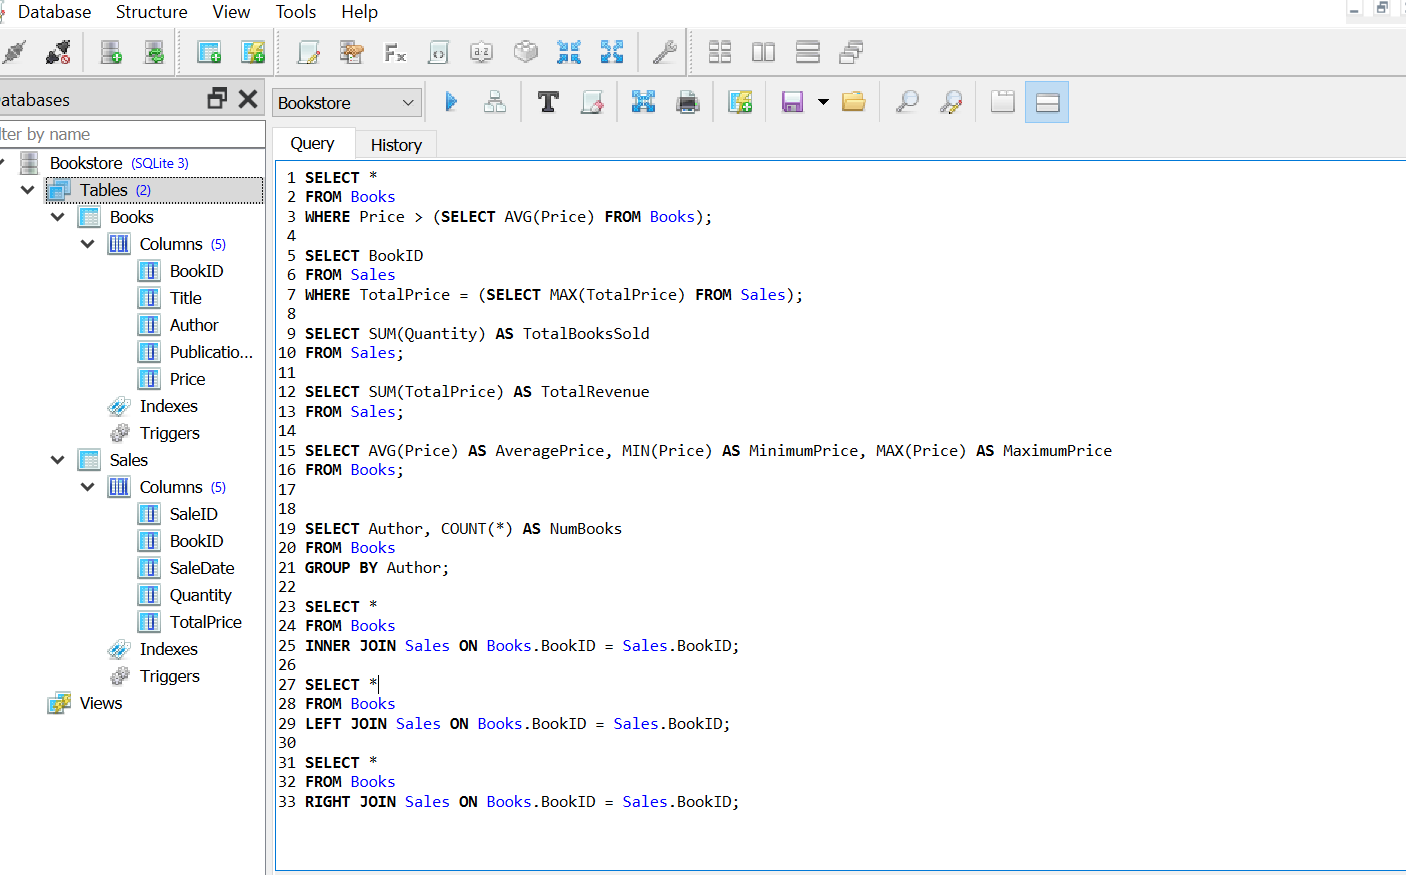 Database Structure View Tools Help
Fx
a·z
atabases
lter by name
Bookstore (SQLite 3)
Tables (2)
Books
Columns (5)
BookID
Title
Author
Publicatio...
Price
Indexes
Triggers
Sales
Columns (5)
SaleID
BookID
SaleDate
Quantity
TotalPrice
Indexes
Triggers
Views
Bookstore
T
Query History
1 SELECT *
2 FROM Books
3 WHERE Price > (SELECT AVG(Price) FROM Books);
4
5 SELECT BookID
6 FROM Sales
7 WHERE TotalPrice = (SELECT MAX(TotalPrice) FROM Sales);
8
9 SELECT SUM(Quantity) AS TotalBooksSold
10 FROM Sales;
11
12 SELECT SUM(TotalPrice) AS TotalRevenue
13 FROM Sales;
14
15 SELECT AVG(Price) AS AveragePrice, MIN(Price) AS MinimumPrice, MAX(Price) AS MaximumPrice
16 FROM Books;
17
18
19 SELECT Author, COUNT(*) AS NumBooks
20 FROM Books
21 GROUP BY Author;
22
23 SELECT *
24 FROM Books
25 INNER JOIN Sales ON Books.BookID = Sales.BookID;
26
27 SELECT *
28 FROM Books
29 LEFT JOIN Sales ON Books.BookID = Sales.BookID;
30
31 SELECT *
32 FROM Books
33 RIGHT JOIN Sales ON Books.BookID = Sales.BookID;